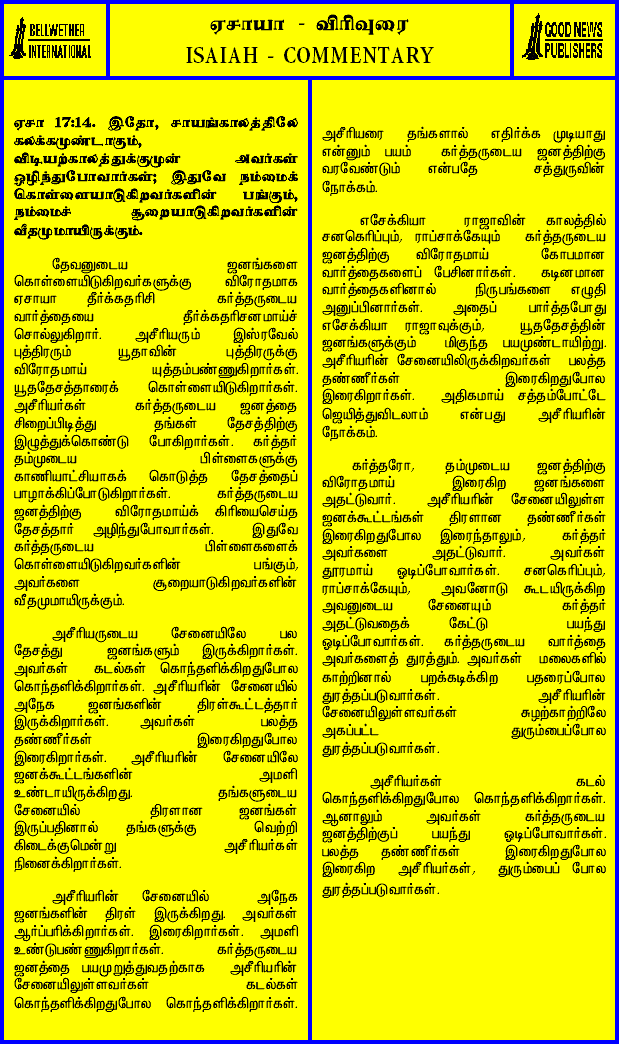 BELLWETHER
INTERNATIONAL
ஏசாயா - விரிவுரை
ISAIAH - COMMENTARY
GOOD NEWS
PUBLISHERS
ஏசா 17:14. இதோ, சாயங்காலத்திலே
கலக்கமுண்டாகும்,
விடியற்காலத்துக்குமுன் அவர்கள்
ஒழிந்துபோவார்கள்; இதுவே நம்மைக்
கொள்ளையாடுகிறவர்களின் பங்கும்,
நம்மைச் சூறையாடுகிறவர்களின்
வீதமுமாயிருக்கும்.
தேவனுடைய ஜனங்களை
கொள்ளையிடுகிறவர்களுக்கு விரோதமாக
ஏசாயா தீர்க்கதரிசி கர்த்தருடைய
வார்த்தையை தீர்க்கதரிசனமாய்ச்
சொல்லுகிறார். அசீரியரும் இஸ்ரவேல்
புத்திரரும் யூதாவின் புத்திரருக்கு
விரோதமாய் யுத்தம்பண்ணுகிறார்கள்.
யூததேசத்தாரைக் கொள்ளையிடுகிறார்கள்.
அசீரியர்கள் கர்த்தருடைய ஜனத்தை
சிறைப்பிடித்து தங்கள் தேசத்திற்கு
இழுத்துக்கொண்டு போகிறார்கள். கர்த்தர்
தம்முடைய பிள்ளைகளுக்கு
காணியாட்சியாகக் கொடுத்த தேசத்தைப்
பாழாக்கிப்போடுகிறார்கள். கர்த்தருடைய
ஜனத்திற்கு விரோதமாய்க் கிரியைசெய்த
தேசத்தார் அழிந்துபோவார்கள். இதுவே
கர்த்தருடைய பிள்ளைகளைக்
கொள்ளையிடுகிறவர்களின் பங்கும்,
அவர்களை சூறையாடுகிறவர்களின்
வீதமுமாயிருக்கும்.
அசீரியருடைய சேனையிலே பல
தேசத்து ஜனங்களும் இருக்கிறார்கள்.
அவர்கள் கடல்கள் கொந்தளிக்கிறதுபோல
கொந்தளிக்கிறார்கள். அசீரியரின் சேனையில்
அநேக ஜனங்களின் திரள்கூட்டத்தார்
இருக்கிறார்கள். அவர்கள் பலத்த
தண்ணீர்கள் இரைகிறதுபோல
இரைகிறார்கள். அசீரியரின் சேனையிலே
ஜனக்கூட்டங்களின் அமளி
உண்டாயிருக்கிறது. தங்களுடைய
சேனையில் திரளான ஜனங்கள்
இருப்பதினால் தங்களுக்கு வெற்றி
கிடைக்குமென்று அசீரியர்கள்
நினைக்கிறார்கள்.
அசீரியரின் சேனையில் அநேக
ஜனங்களின் திரள் இருக்கிறது. அவர்கள்
ஆர்ப்பரிக்கிறார்கள். இரைகிறார்கள். அமளி
உண்டுபண்ணுகிறார்கள். கர்த்தருடைய
ஜனத்தை பயமுறுத்துவதற்காக அசீரியரின்
சேனையிலுள்ளவர்கள் கடல்கள்
கொந்தளிக்கிறதுபோல கொந்தளிக்கிறார்கள்.
அசீரியரை தங்களால் எதிர்க்க முடியாது
என்னும் பயம் கர்த்தருடைய ஜனத்திற்கு
வரவேண்டும் என்பதே சத்துருவின்
நோக்கம்.
எசேக்கியா ராஜாவின் காலத்தில்
சனகெரிப்பும், ராப்சாக்கேயும் கர்த்தருடைய
ஜனத்திற்கு விரோதமாய் கோபமான
வார்த்தைகளைப் பேசினார்கள். கடினமான
வார்த்தைகளினால் நிருபங்களை எழுதி
அனுப்பினார்கள். அதைப் பார்த்தபோது
எசேக்கியா ராஜாவுக்கும், யூததேசத்தின்
ஜனங்களுக்கும் மிகுந்த பயமுண்டாயிற்று.
அசீரியரின் சேனையிலிருக்கிறவர்கள் பலத்த
தண்ணீர்கள் இரைகிறதுபோல
இரைகிறார்கள். அதிகமாய் சத்தம்போட்டே
ஜெயித்துவிடலாம் என்பது அசீரியரின்
நோக்கம்.
கர்த்தரோ, தம்முடைய ஜனத்திற்கு
விரோதமாய் இரைகிற ஜனங்களை
அதட்டுவார். அசீரியரின் சேனையிலுள்ள
ஜனக்கூட்டங்கள் திரளான தண்ணீர்கள்
இரைகிறதுபோல இரைந்தாலும், கர்த்தர்
அவர்களை அதட்டுவார். அவர்கள்
தூரமாய் ஓடிப்போவார்கள். சனகெரிப்பும்,
ராப்சாக்கேயும், அவனோடு கூடயிருக்கிற
அவனுடைய சேனையும் கர்த்தர்
அதட்டுவதைக் கேட்டு பயந்து
ஓடிப்போவார்கள். கர்த்தருடைய வார்த்தை
அவர்களைத் துரத்தும். அவர்கள் மலைகளில்
காற்றினால் பறக்கடிக்கிற பதரைப்போல
துரத்தப்படுவார்கள். அசீரியரின்
சேனையிலுள்ளவர்கள் சுழற்காற்றிலே
அகப்பட்ட துரும்பைப்போல
துரத்தப்படுவார்கள்.
அசீரியர்கள் கடல்
கொந்தளிக்கிறதுபோல கொந்தளிக்கிறார்கள்.
ஆனாலும் அவர்கள் கர்த்தருடைய
ஜனத்திற்குப் பயந்து ஓடிப்போவார்கள்.
பலத்த தண்ணீர்கள் இரைகிறதுபோல
இரைகிற அசீரியர்கள், துரும்பைப் போல
துரத்தப்படுவார்கள்.